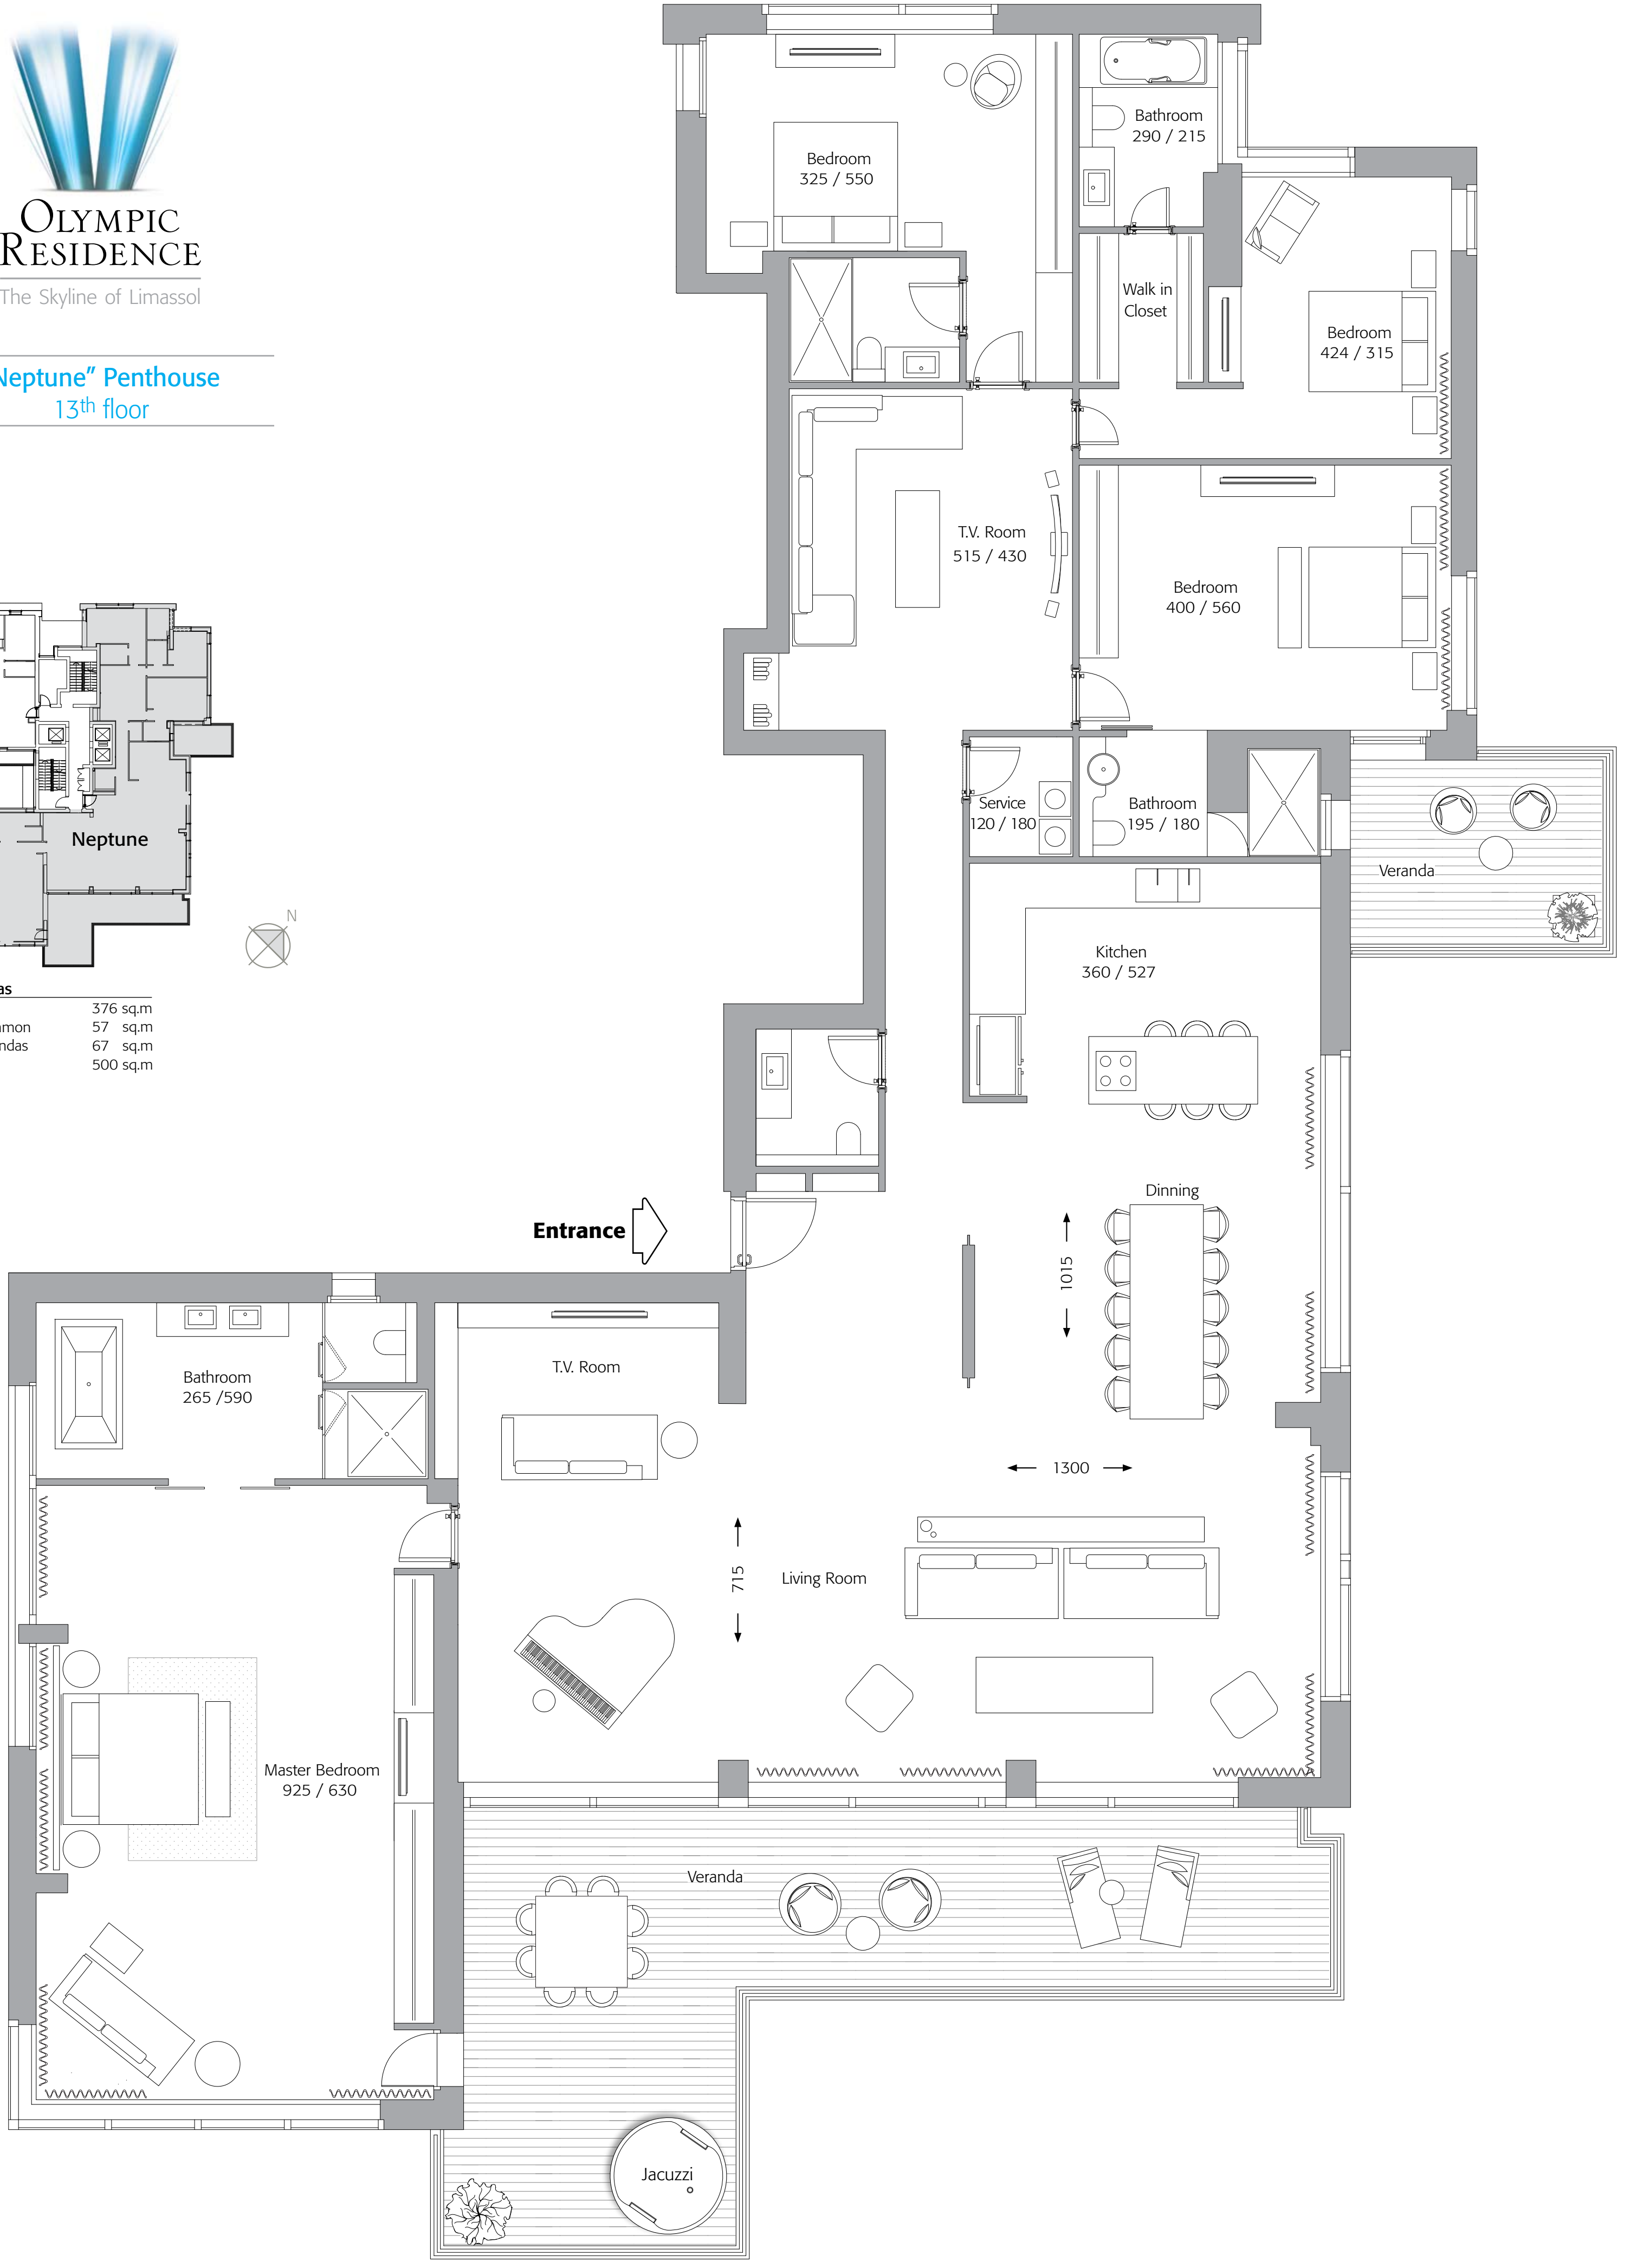 OLYMPIC
RESIDENCE
The Skyline of Limassol
Neptune” Penthouse
13th floor
Neptune
N
376 sq.m
57 sq.m
67 sq.m
500 sq.m
Bedroom
325 / 550
Bathroom
290 / 215
Walk in
Closet
Bedroom
424 / 315
T.V. Room
515 / 430
Bedroom
400 / 560
Service
120 / 180
Bathroom
195 / 180
Veranda
Kitchen
360 / 527
Entrance
Dinning
1015
T.V. Room
Bathroom
265 /590
1300
715
Living Room
Master Bedroom
925 / 630
Veranda
Jacuzzi